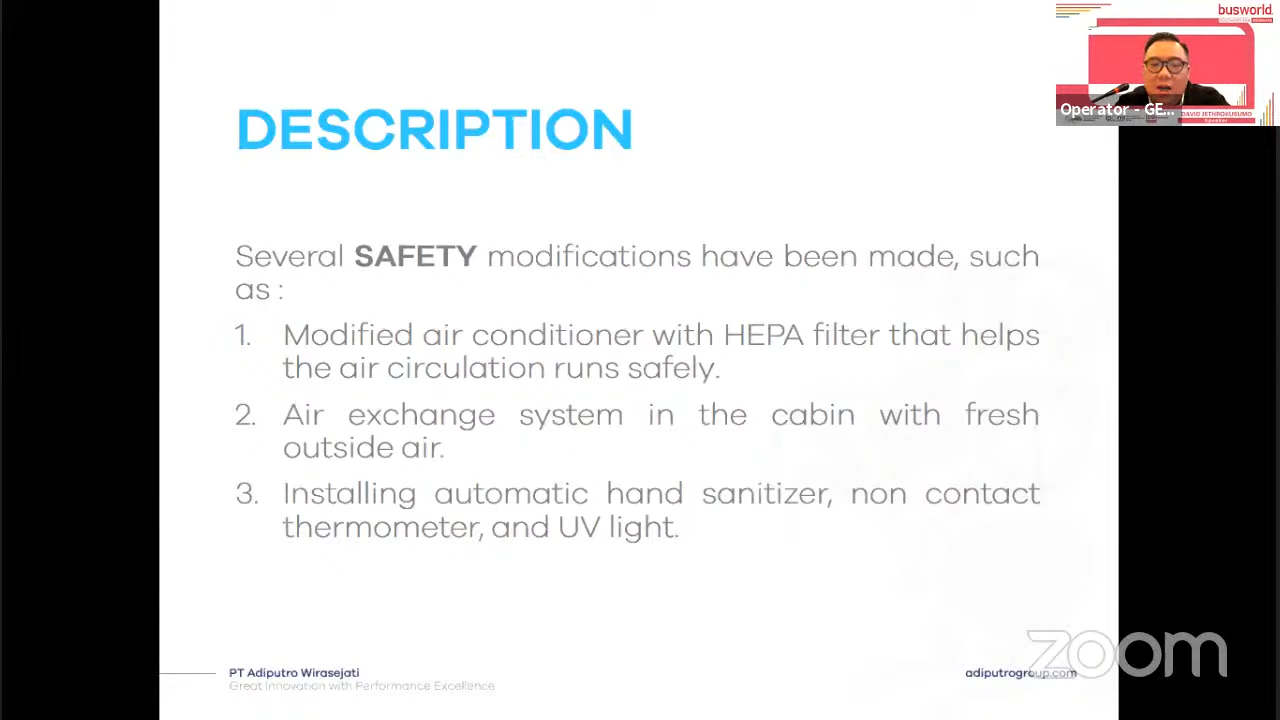 busworld.
Operator - GE...
DAVID JETHROKUSUMO
Speaker
DESCRIPTION
Several SAFETY modifications have been made, such
as :
1. Modified air conditioner with HEPA filter that helps
the air circulation runs safely.
2. Air exchange system in the cabin with fresh
outside air.
3. Installing automatic hand sanitizer, non contact
thermometer, and UV light.
PT Adiputro Wirasejati
Great Innovation with Performance Excellence
adiputrogroup.com
zoom